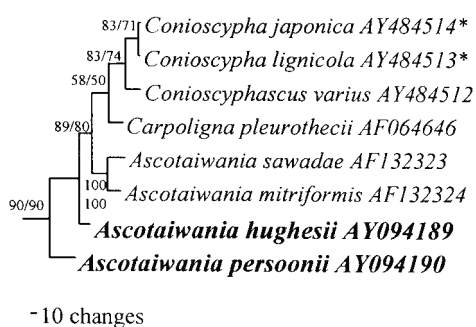 83/71
Conioscypha japonica AY484514*
83/74
Conioscypha lignicola AY484513*
58/50
Conioscyphascus varius AY484512
89/80
Carpoligna pleurothecii AF064646
Ascotaiwania sawadae AF132323
100
100
Ascotaiwania mitriformis AF132324
90/90
Ascotaiwania hughesii AY094189
Ascotaiwania persoonii AY094190
-10 changes